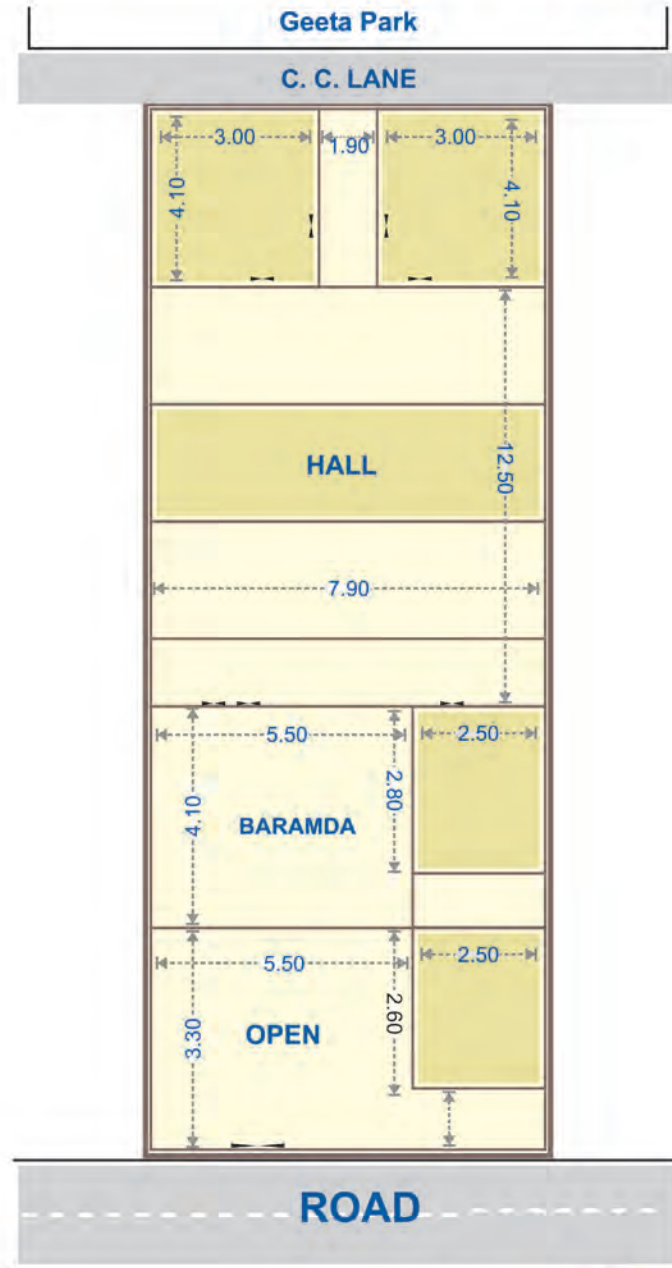 Geeta Park
C. C. LANE
3.00 1.90 3.00
4.10 4.10
HALL
12.50
7.90
5.50 2.50
4.10 2.80
BARAMDA
5.50 2.50
3.30 2.60
OPEN
ROAD